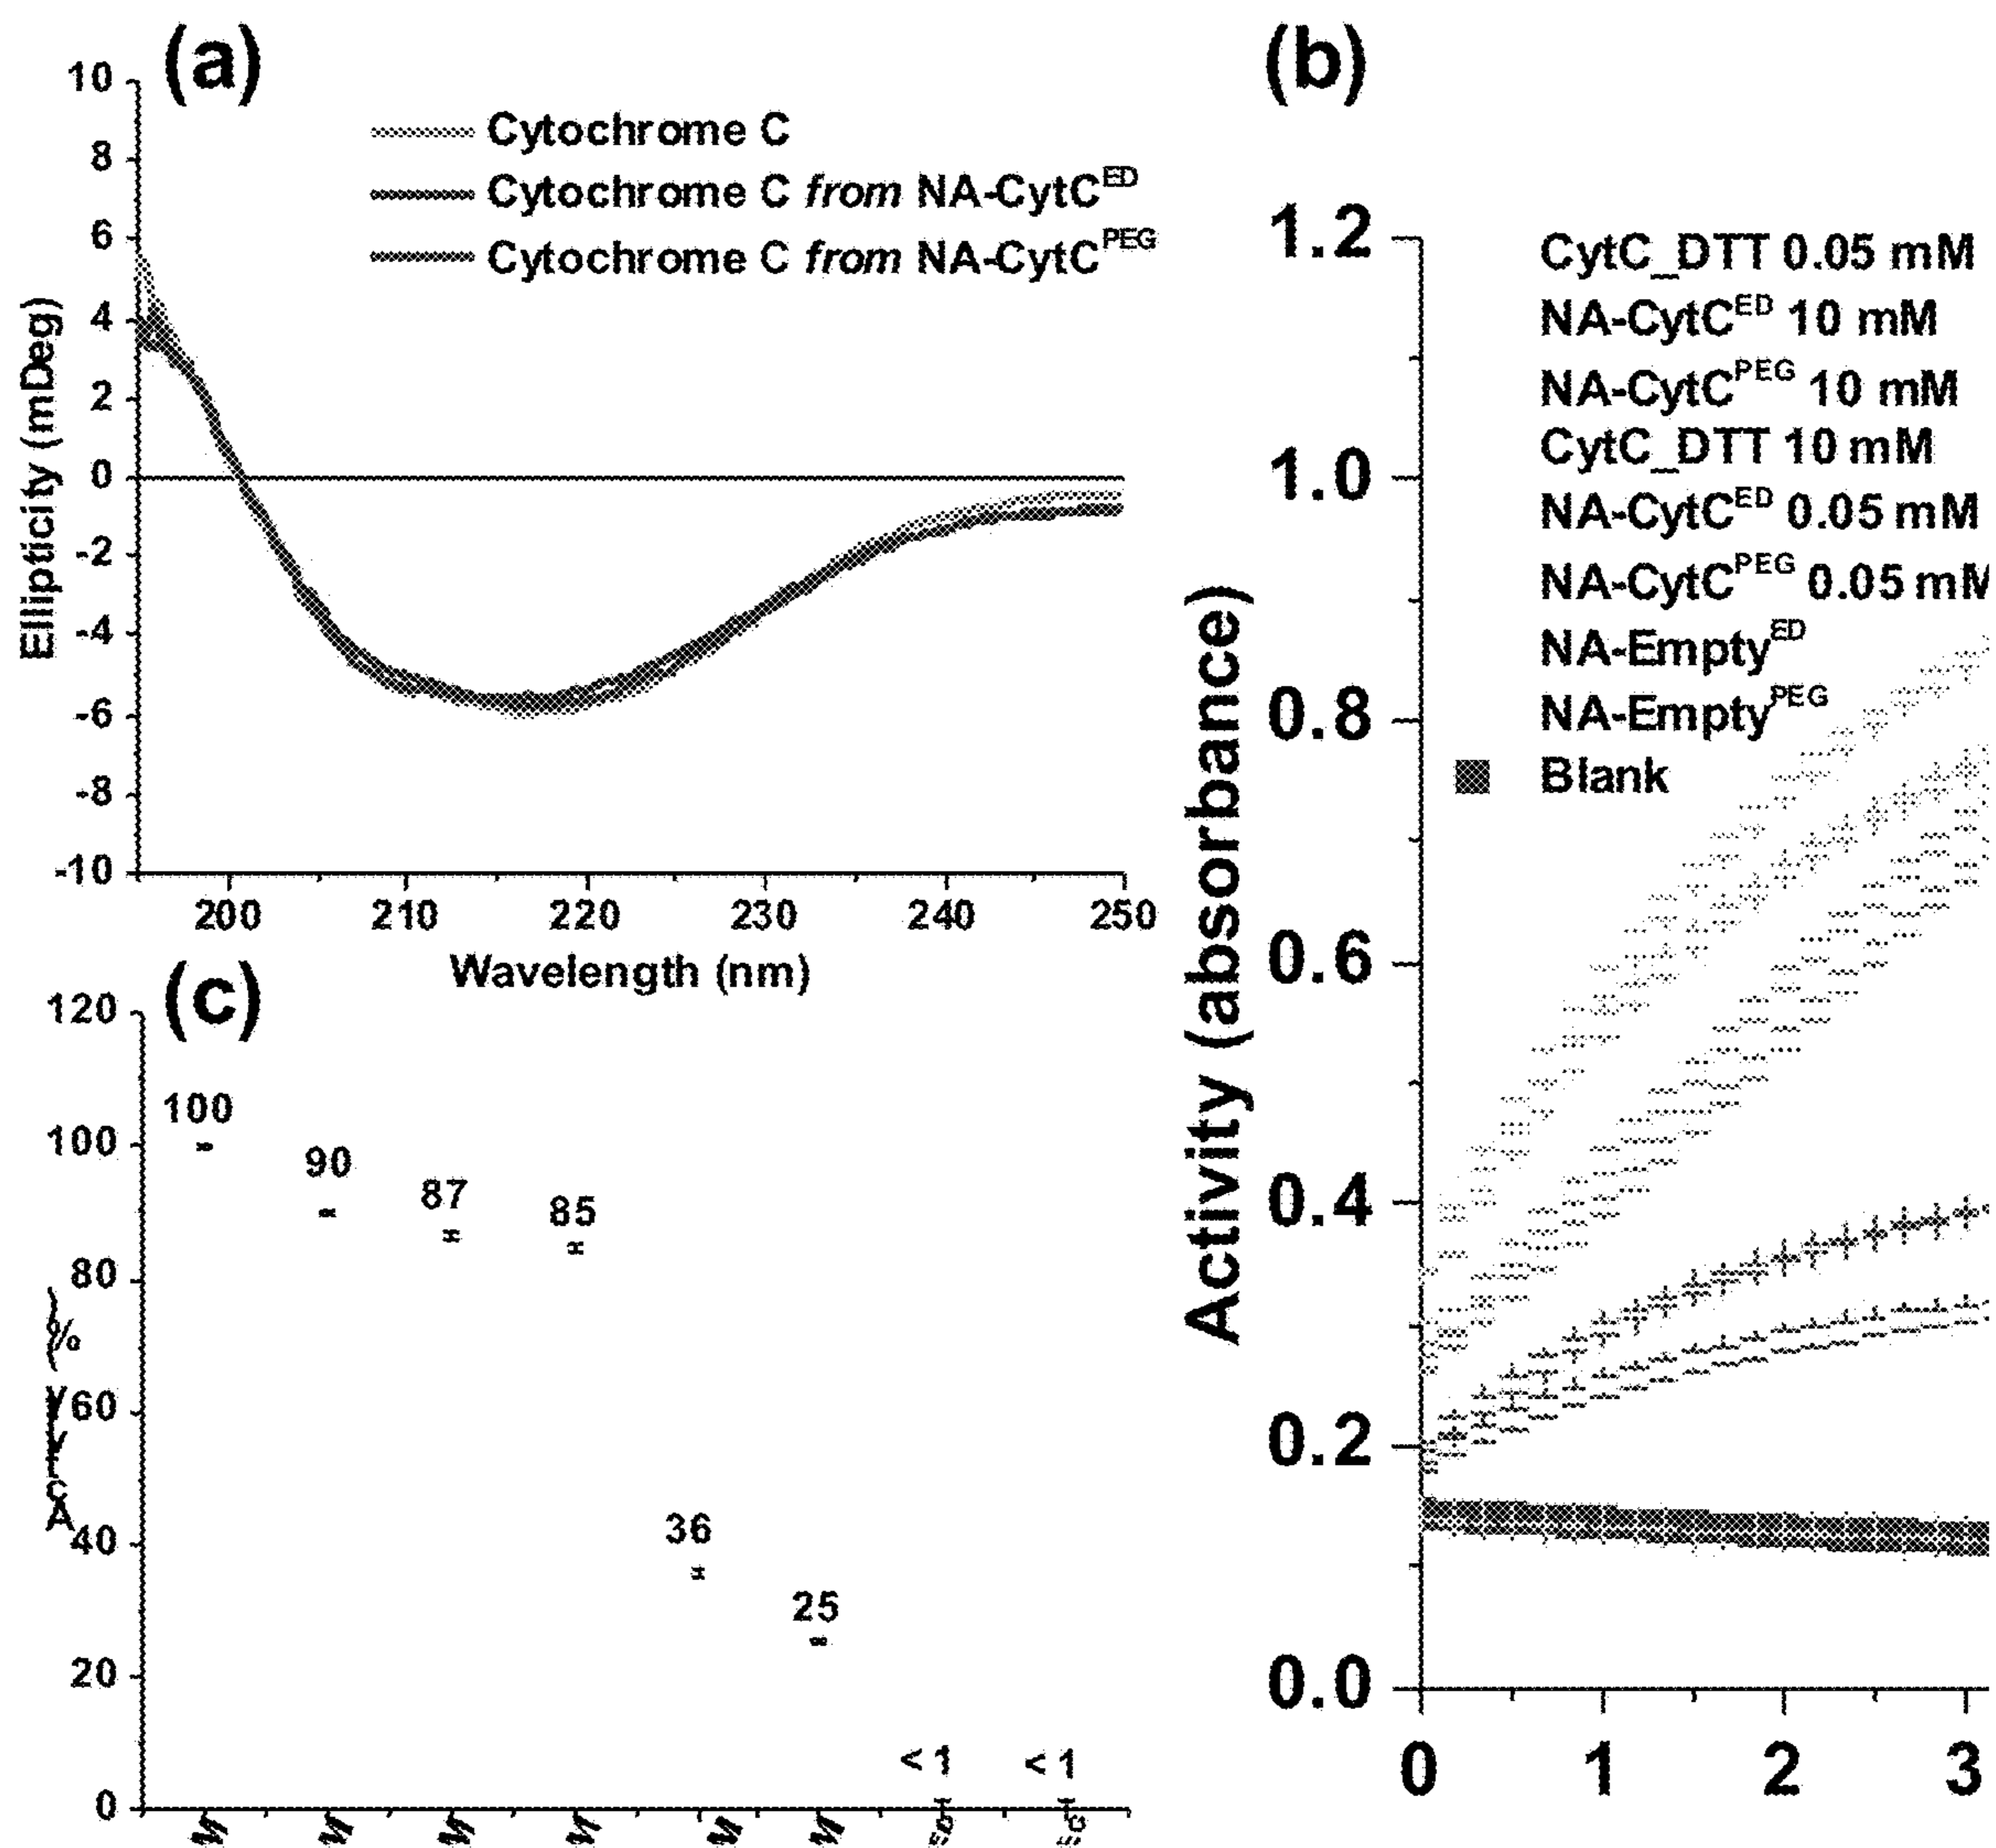 (a)
10
8
6
4
2
0
-2
-4
-6
-8
-10
Ellipticity (mDeg)
Cytochrome C
Cytochrome C from NA-CytC^ED
Cytochrome C from NA-CytC^PEG
200 210 220 230 240 250
Wavelength (nm)
(b)
1.2
1.0
0.8
0.6
0.4
0.2
0.0
Activity (absorbance)
CytC_DTT 0.05 mM
NA-CytC^ED 10 mM
NA-CytC^PEG 10 mM
CytC_DTT 10 mM
NA-CytC^ED 0.05 mM
NA-CytC^PEG 0.05 mM
NA-Empty^ED
NA-Empty^PEG
Blank
0 1 2 3
(c)
120
100
80
60
40
20
0
100
90
87
85
36
25
< 1
< 1